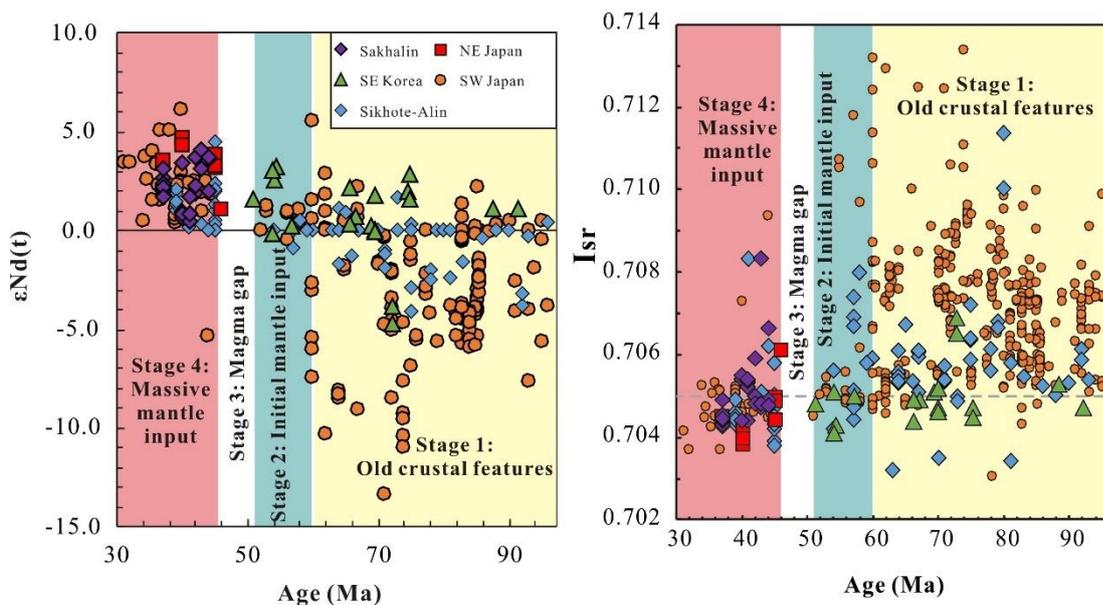 10.0
5.0
0.0
-5.0
-10.0
-15.0
εNd(t)
Sakhalin
NE Japan
SE Korea
SW Japan
Sikhote-Alin
Stage 4:
Massive
mantle
input
Stage 3: Magma gap
Stage 2: Initial mantle input
Stage 1:
Old crustal features
30
50
70
90
Age (Ma)
0.714
0.712
0.710
0.708
0.706
0.704
0.702
Isr
Stage 4:
Massive
mantle
input
Stage 3: Magma gap
Stage 2: Initial mantle input
Stage 1:
Old crustal features
30
40
50
60
70
80
90
Age (Ma)